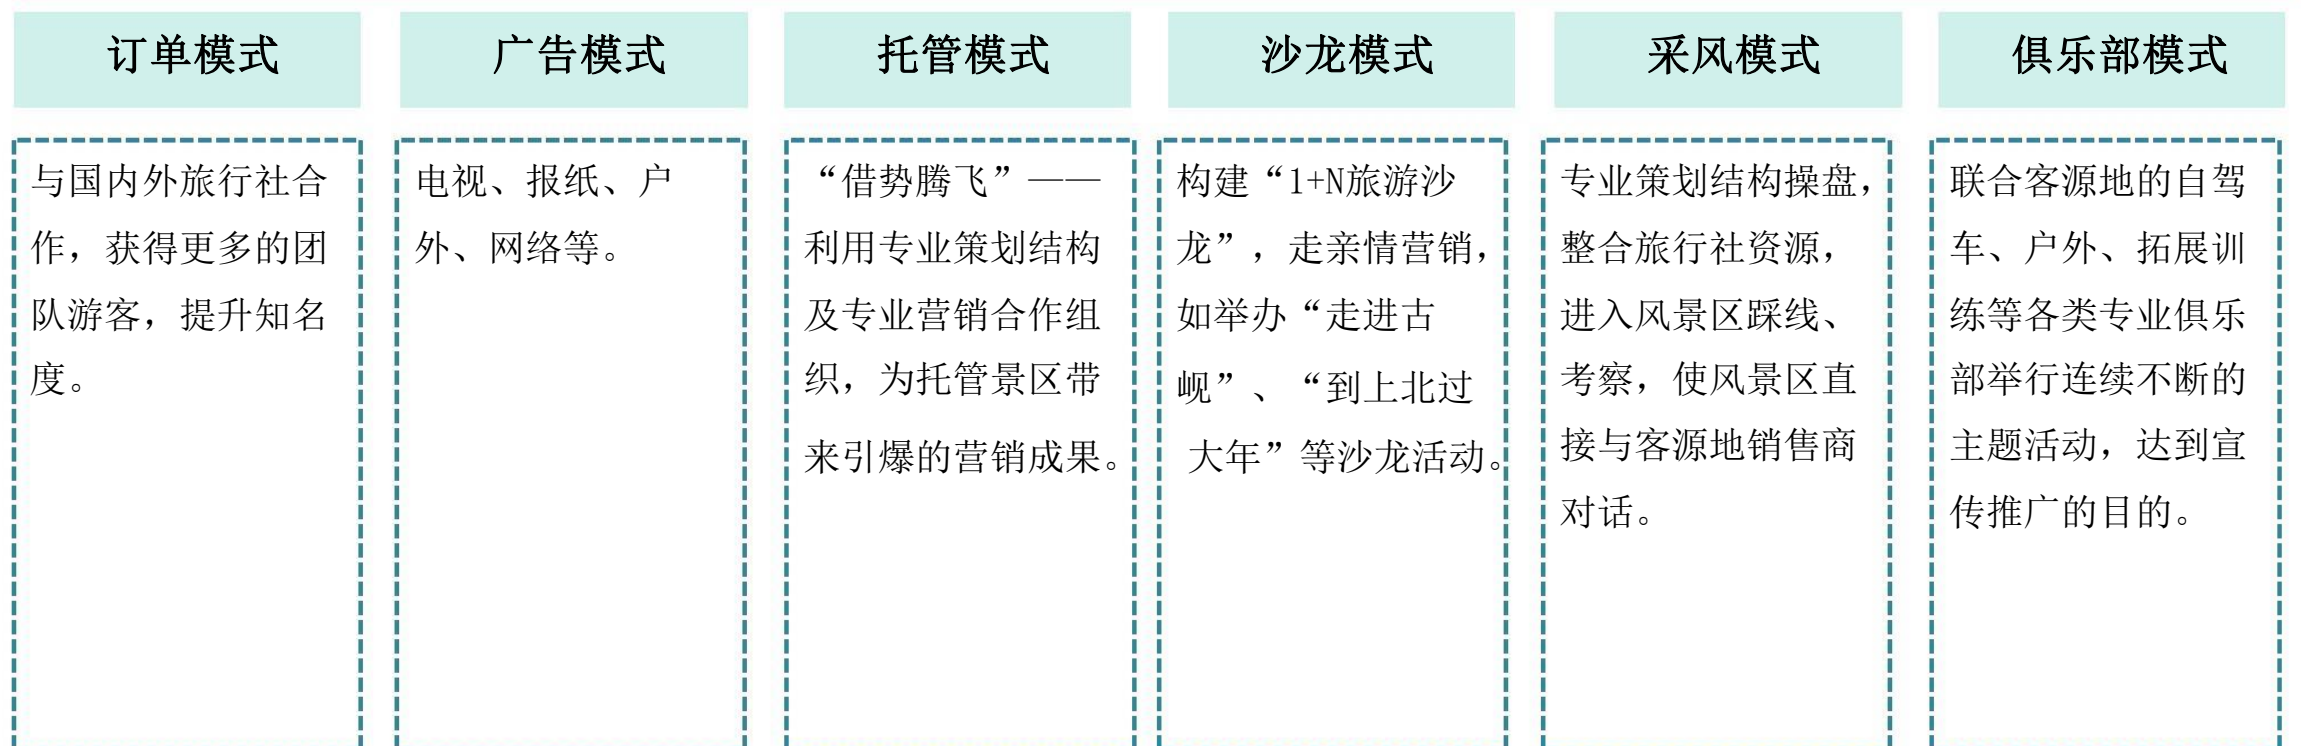 订单模式
与国内外旅行社合
作，获得更多的团
队游客，提升知名
度。
广告模式
电视、报纸、户
外、网络等。
托管模式
“借势腾飞”——
利用专业策划结构
及专业营销合作组
织，为托管景区带
来引爆的营销成果。
沙龙模式
构建“1+N旅游沙
龙”，走亲情营销，
如举办“走进古
岘”、“到上北过
大年”等沙龙活动。
采风模式
专业策划结构操盘，
整合旅行社资源，
进入风景区踩线、
考察，使风景区直
接与客源地销售商
对话。
俱乐部模式
联合客源地的自驾
车、户外、拓展训
练等各类专业俱乐
部举行连续不断的
主题活动，达到宣
传推广的目的。